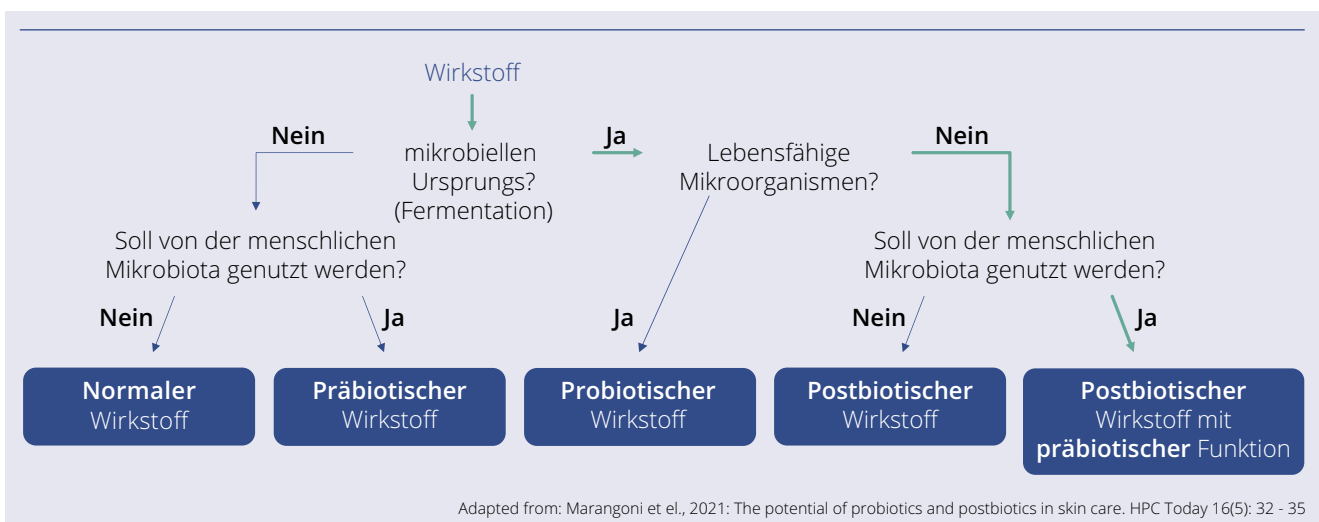 Wirkstoff
Nein
Ja
Nein
mikrobiellen
Ursprungs?
(Fermentation)
Lebensfähige
Mikroorganismen?
Soll von der menschlichen
Mikrobiota genutzt werden?
Soll von der menschlichen
Mikrobiota genutzt werden?
Nein
Ja
Ja
Nein
Ja
Normaler
Wirkstoff
Präbiotischer
Wirkstoff
Probiotischer
Wirkstoff
Postbiotischer
Wirkstoff
Postbiotischer
Wirkstoff mit
präbiotischer Funktion
Adapted from: Marangoni et el., 2021: The potential of probiotics and postbiotics in skin care. HPC Today 16(5): 32 - 35